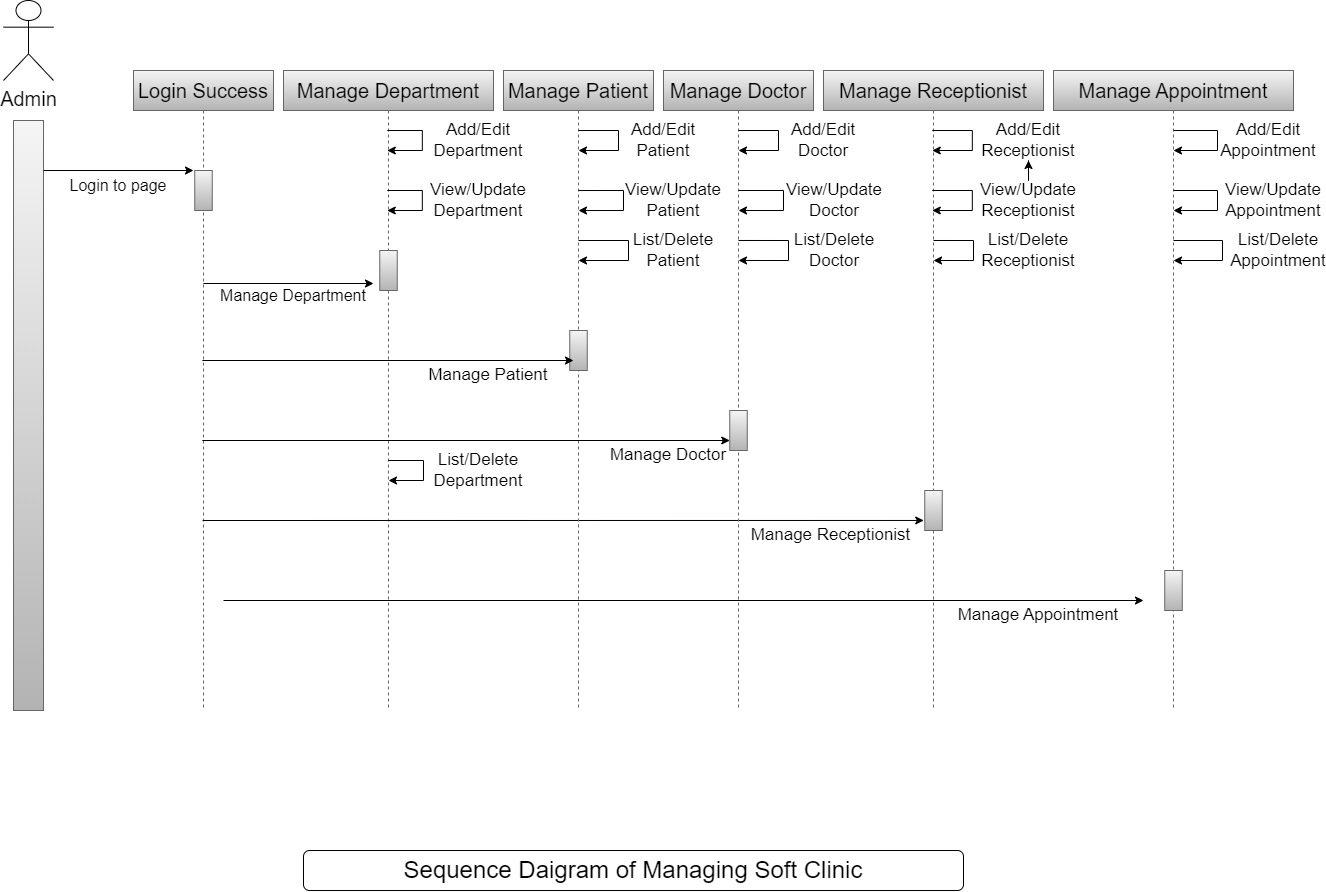 Admin
Login Success
Manage Department
Manage Patient
Manage Doctor
Manage Receptionist
Manage Appointment
Add/Edit
Department
Add/Edit
Patient
Add/Edit
Doctor
Add/Edit
Receptionist
Add/Edit
Appointment
Login to page
View/Update
Department
View/Update
Patient
View/Update
Doctor
View/Update
Receptionist
View/Update
Appointment
List/Delete
Patient
List/Delete
Doctor
List/Delete
Receptionist
List/Delete
Appointment
Manage Department
Manage Patient
Manage Doctor
List/Delete
Department
Manage Receptionist
Manage Appointment
Sequence Daigram of Managing Soft Clinic